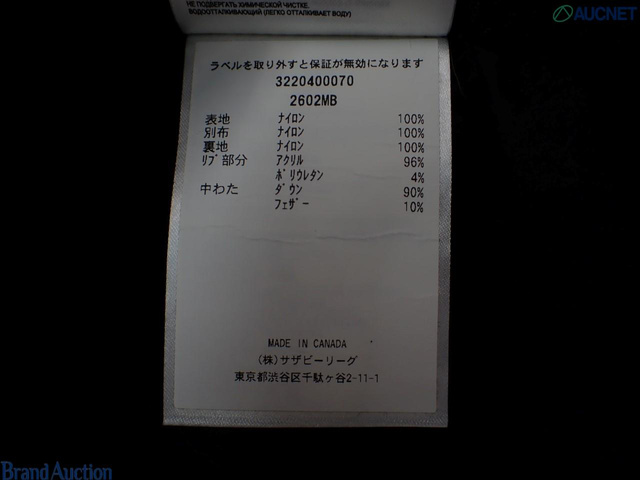 НЕ ПОДВЕРГАТЬ ХИМИЧЕСКОЙ ЧИСТКЕ.
ВОДООТТАЛКИВАЮЩИЙ (ЛЕГКО ОТТАЛКИВАЕТ ВОДУ)
AUCNET
ラベルを取り外すと保証が無効になります
3220400070
2602MB
表地 ﾅｲﾛﾝ 100%
別布 ﾅｲﾛﾝ 100%
裏地 ﾅｲﾛﾝ 100%
ﾘﾌﾞ部分 ｱｸﾘﾙ 96%
ﾎﾟﾘｳﾚﾀﾝ 4%
中わた ﾀﾞｳﾝ 90%
ﾌｪｻﾞｰ 10%
MADE IN CANADA
(株)サザビーリーグ
東京都渋谷区千駄ヶ谷2-11-1
Brand Auction